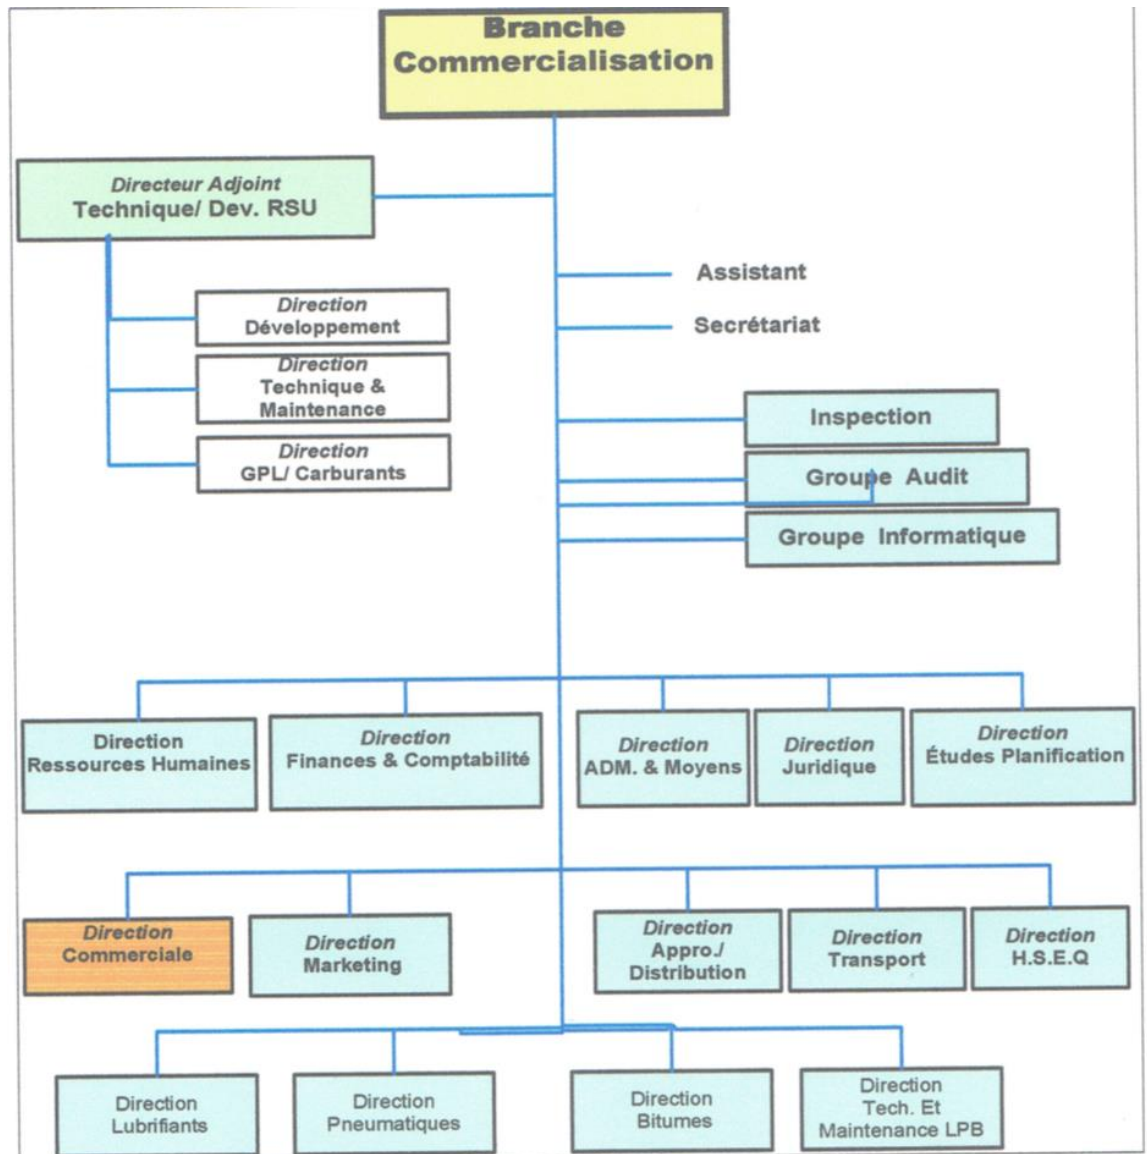 Branche
Commercialisation
Directeur Adjoint
Technique/ Dev. RSU
Assistant
Secrétariat
Direction
Développement
Direction
Technique &
Maintenance
Direction
GPL/ Carburants
Inspection
Groupe Audit
Groupe Informatique
Direction
Ressources Humaines
Direction
Finances & Comptabilité
Direction
ADM. & Moyens
Direction
Juridique
Direction
Études Planification
Direction
Commerciale
Direction
Marketing
Direction
Appro./
Distribution
Direction
Transport
Direction
H.S.E.Q
Direction
Lubrifiants
Direction
Pneumatiques
Direction
Bitumes
Direction
Tech. Et
Maintenance LPB